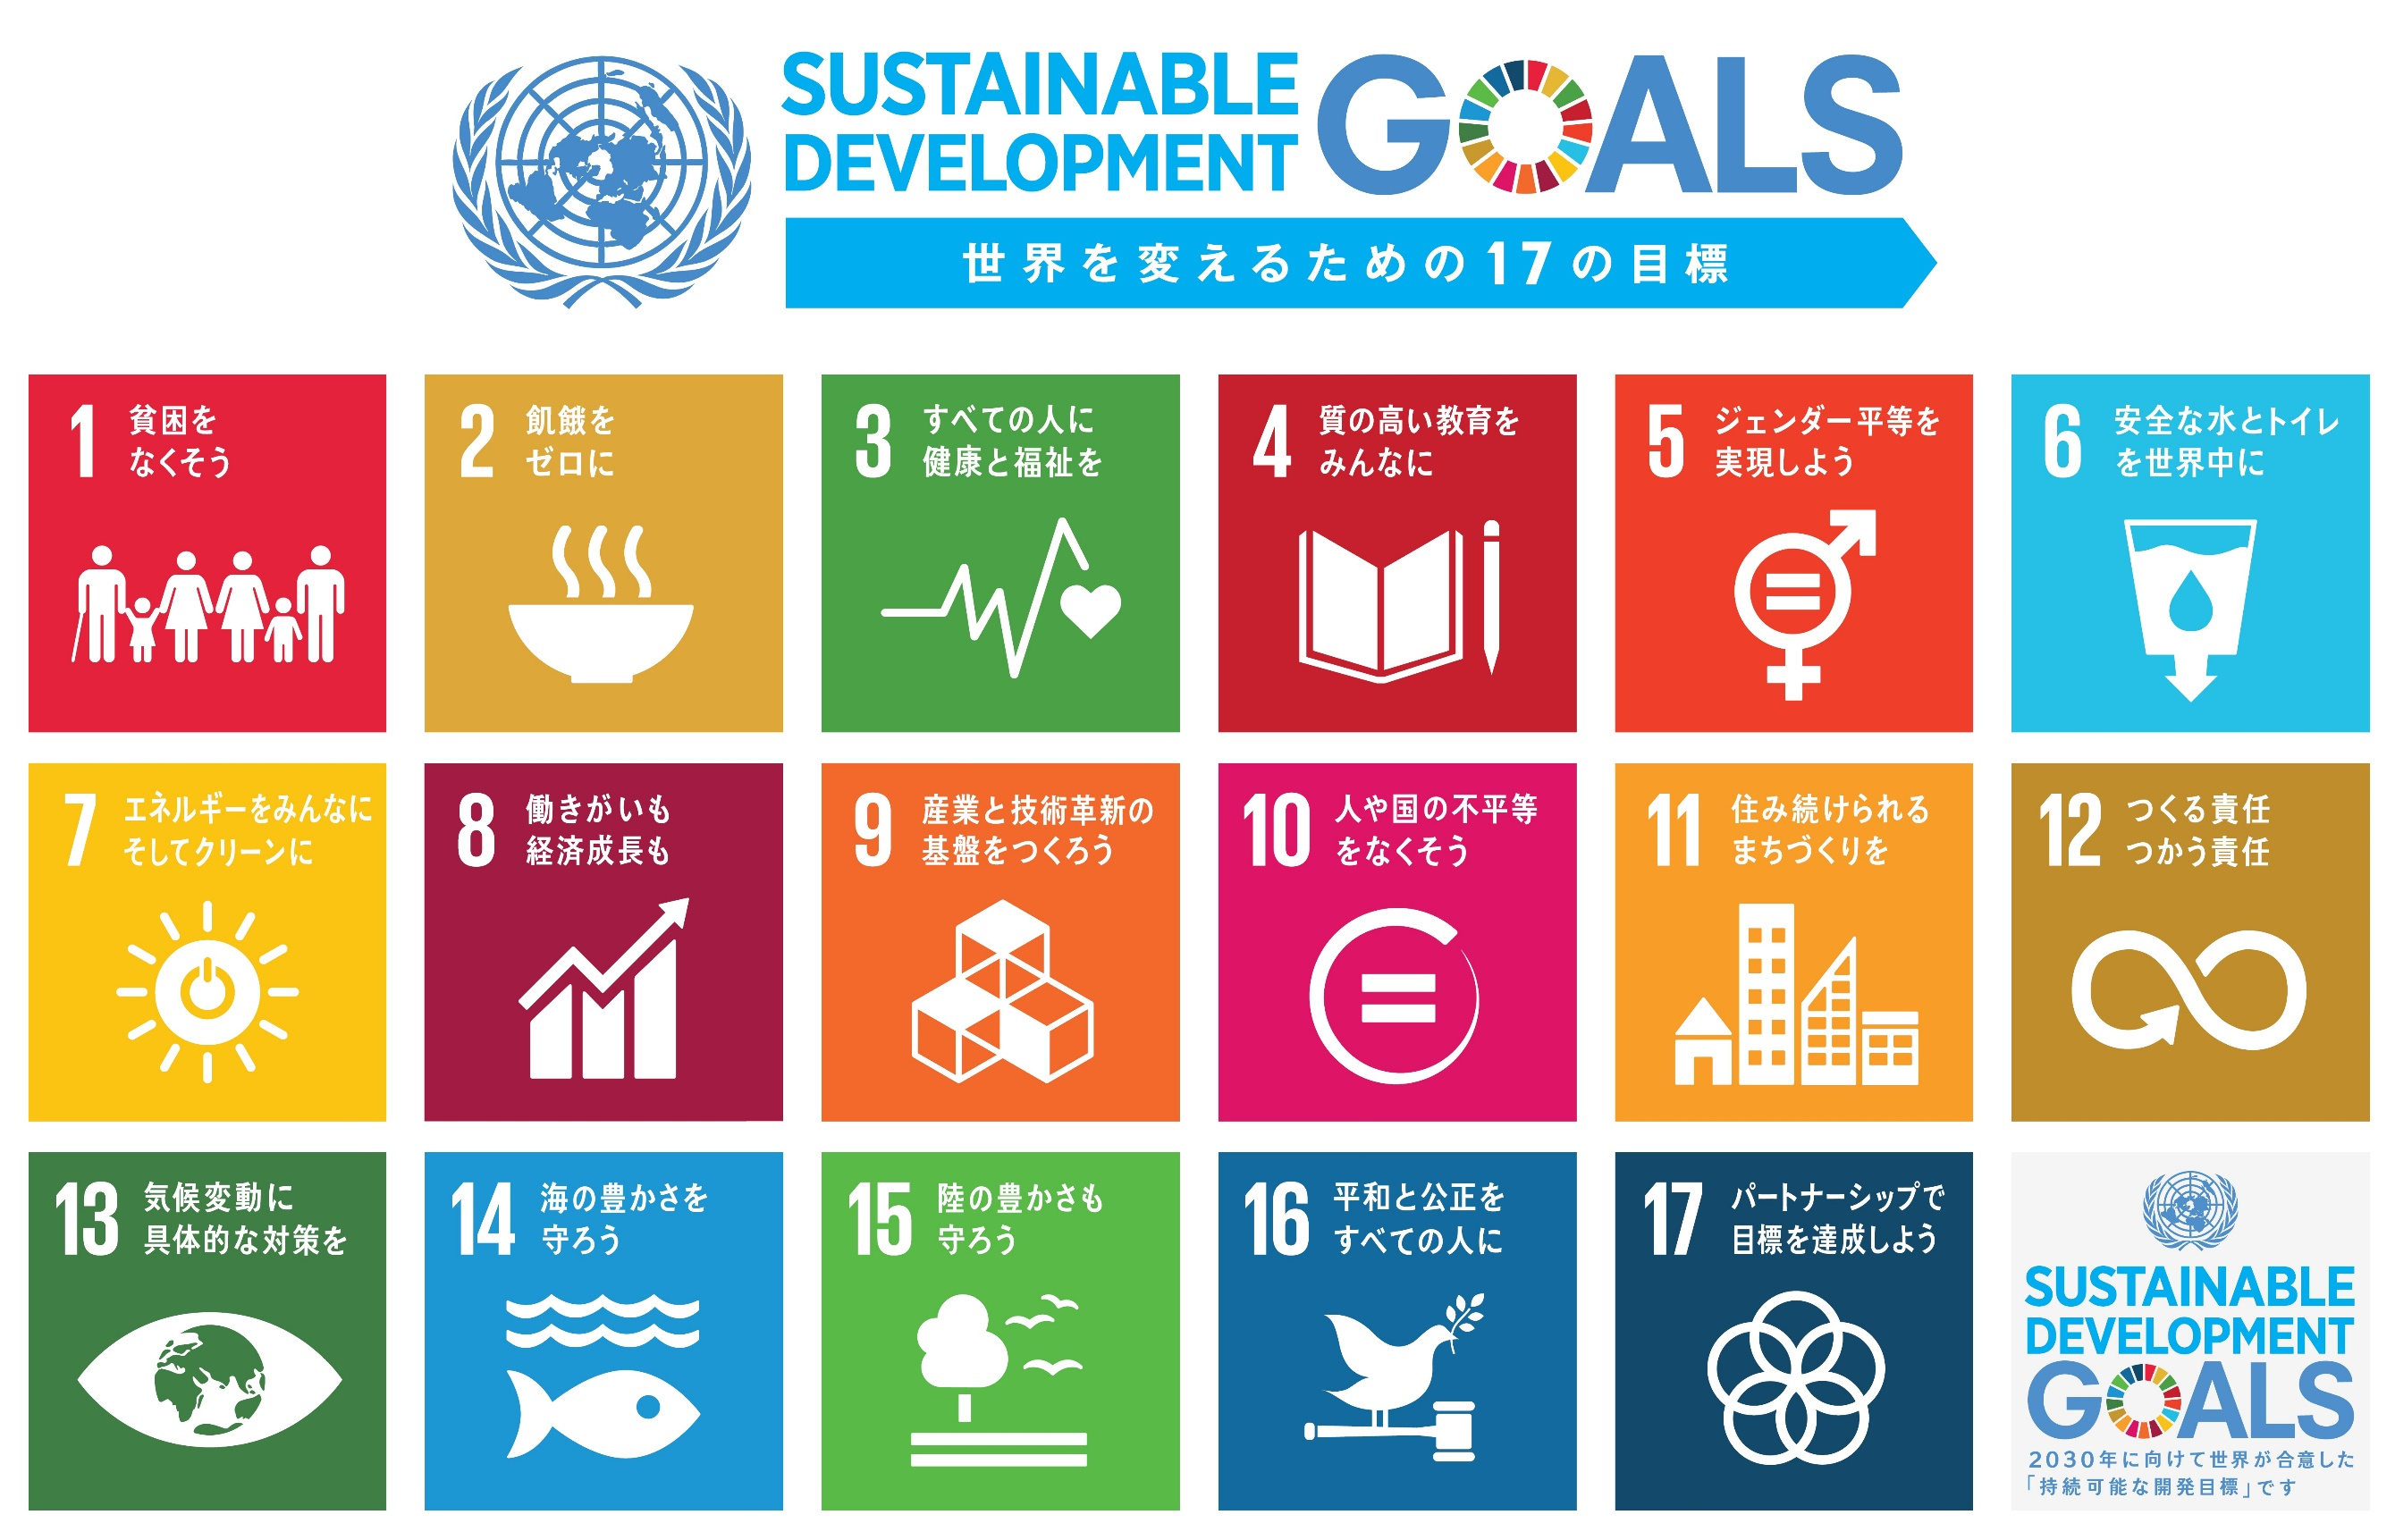 SUSTAINABLE
DEVELOPMENT
GOALS
世界を変えるための17の目標
1 貧困を
なくそう
2 飢餓を
ゼロに
3 すべての人に
健康と福祉を
4 質の高い教育を
みんなに
5 ジェンダー平等を
実現しよう
6 安全な水とトイレ
を世界中に
7 エネルギーをみんなに
そしてクリーンに
8 働きがいも
経済成長も
9 産業と技術革新の
基盤をつくろう
10 人や国の不平等
をなくそう
11 住み続けられる
まちづくりを
12 つくる責任
つかう責任
13 気候変動に
具体的な対策を
14 海の豊かさを
守ろう
15 陸の豊かさも
守ろう
16 平和と公正を
すべての人に
17 パートナーシップで
目標を達成しよう
SUSTAINABLE
DEVELOPMENT
GOALS
2030年に向けて世界が合意した
「持続可能な開発目標」です